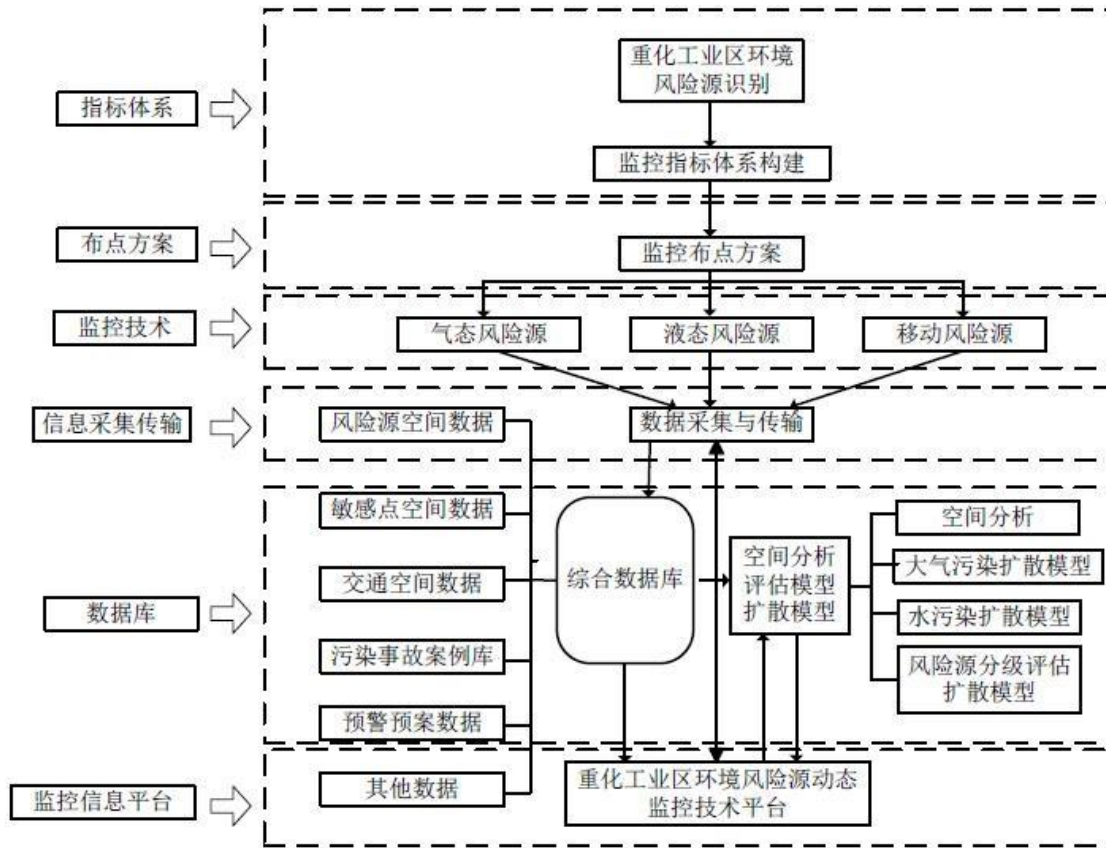 重化工业区环境
风险源识别
指标体系
监控指标体系构建
布点方案
监控布点方案
监控技术
气态风险源
液态风险源
移动风险源
信息采集传输
风险源空间数据
数据采集与传输
敏感点空间数据
空间分析
交通空间数据
综合数据库
空间分析
评估模型
扩散模型
大气污染扩散模型
数据库
水污染扩散模型
污染事故案例库
风险源分级评估
扩散模型
预警预案数据
监控信息平台
其他数据
重化工业区环境风险源动态
监控技术平台